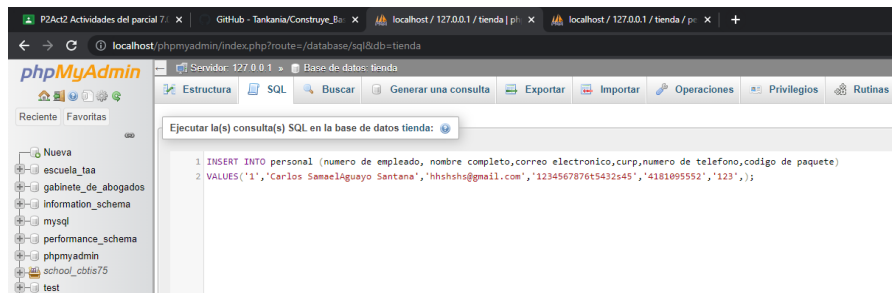 P2Act2 Actividades del parcial 7.
GitHub - Tankania/Construye_Ba
localhost / 127.0.0.1 / tienda | ph
localhost / 127.0.0.1 / tienda / pe
localhost/phpmyadmin/index.php?route=/database/sql&db=tienda
phpMyAdmin
Reciente Favoritas
Nueva
escuela_taa
gabinete_de_abogados
information_schema
mysql
performance_schema
phpmyadmin
school_cbtis75
test
Servidor: 127.0.0.1 » Base de datos: tienda
Estructura SQL Buscar Generar una consulta Exportar Importar Operaciones Privilegios Rutinas
Ejecutar la(s) consulta(s) SQL en la base de datos tienda:
1 INSERT INTO personal (numero de empleado, nombre completo,correo electronico,curp,numero de telefono,codigo de paquete)
2 VALUES('1','Carlos SamaelAguayo Santana','hhshshs@gmail.com','1234567876t5432s45','4181095552','123',);